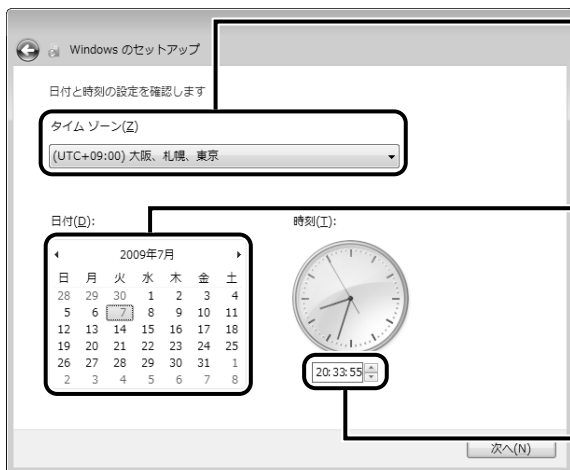 Windows のセットアップ
日付と時刻の設定を確認します
タイム ゾーン(Z)
(UTC+09:00) 大阪、札幌、東京
日付(D):
時刻(T):
2009年7月
日 月 火 水 木 金 土
28 29 30 1 2 3 4
5 6 7 8 9 10 11
12 13 14 15 16 17 18
19 20 21 22 23 24 25
26 27 28 29 30 31 1
2 3 4 5 6 7 8
20:33:55
次へ(N)